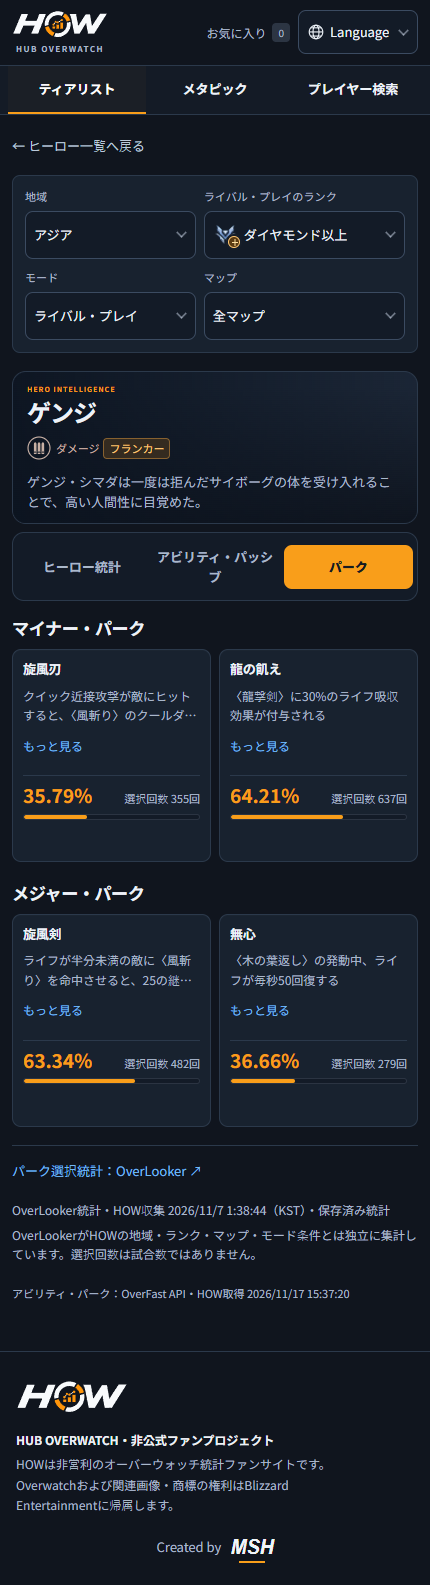 HOW
HUB OVERWATCH
お気に入り 0
Language
ティアリスト
メタピック
プレイヤー検索
← ヒーロー一覧へ戻る
地域
ライバル・プレイのランク
アジア
ダイヤモンド以上
モード
マップ
ライバル・プレイ
全マップ
HERO INTELLIGENCE
ゲンジ
ダメージ フランカー
ゲンジ・シマダは一度は拒んだサイボーグの体を受け入れるこ
とで、高い人間性に目覚めた。
ヒーロー統計
アビリティ・パッシ
ブ
パーク
マイナー・パーク
旋風刃
クイック近接攻撃が敵にヒット
すると、〈風斬り〉のクールダ…
もっと見る
35.79% 選択回数 355回
龍の飢え
〈龍撃剣〉に30%のライフ吸収
効果が付与される
もっと見る
64.21% 選択回数 637回
メジャー・パーク
旋風剣
ライフが半分未満の敵に〈風斬
り〉を命中させると、25の継…
もっと見る
63.34% 選択回数 482回
無心
〈木の葉返し〉の発動中、ライ
フが毎秒50回復する
もっと見る
36.66% 選択回数 279回
パーク選択統計：OverLooker ↗
OverLooker統計・HOW収集 2026/11/7 1:38:44（KST）・保存済み統計
OverLookerがHOWの地域・ランク・マップ・モード条件とは独立に集計し
ています。選択回数は試合数ではありません。
アビリティ・パーク：OverFast API・HOW取得 2026/11/17 15:37:20
HOW
HUB OVERWATCH・非公式ファンプロジェクト
HOWは非営利のオーバーウォッチ統計ファンサイトです。
Overwatchおよび関連画像・商標の権利はBlizzard
Entertainmentに帰属します。
Created by MSH